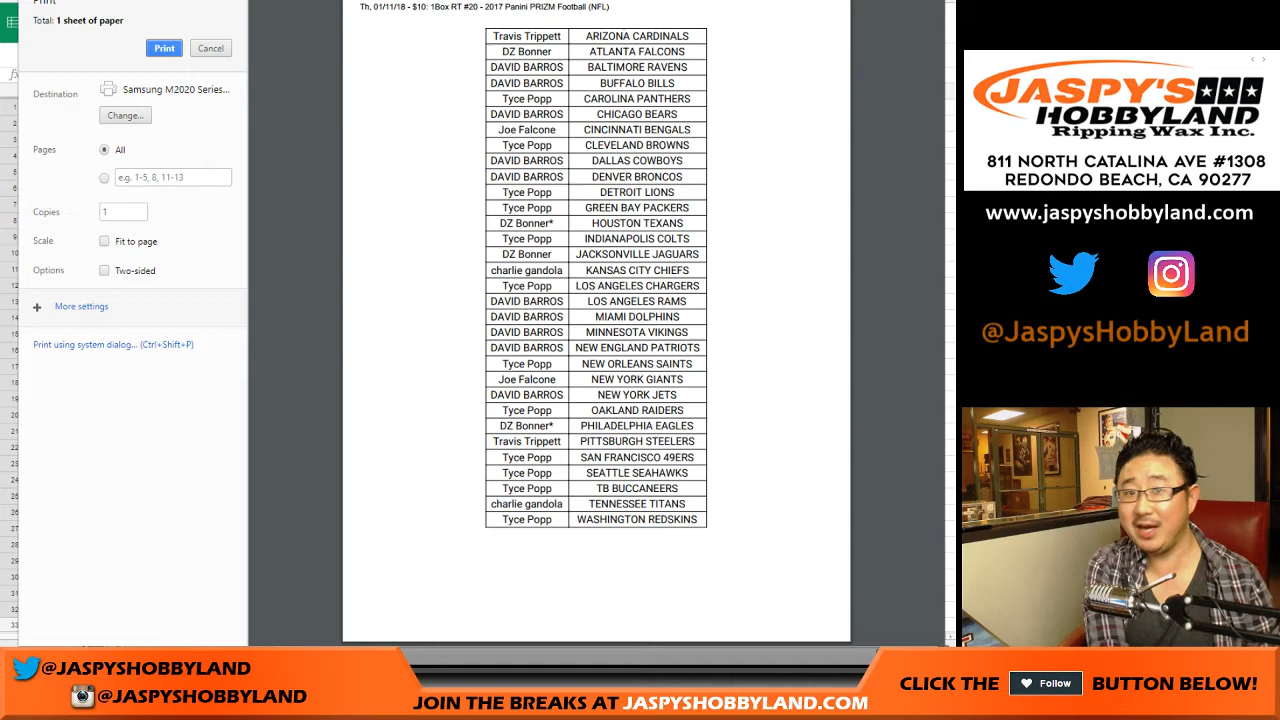 Print
Total: 1 sheet of paper
Print Cancel
Destination Samsung M2020 Series...
Change...
Pages All
e.g. 1-5, 8, 11-13
Copies 1
Scale Fit to page
Options Two-sided
+ More settings
Print using system dialog... (Ctrl+Shift+P)
Th, 01/11/18 - $10: 1Box RT #20 - 2017 Panini PRIZM Football (NFL)
Travis Trippett ARIZONA CARDINALS
DZ Bonner ATLANTA FALCONS
DAVID BARROS BALTIMORE RAVENS
DAVID BARROS BUFFALO BILLS
Tyce Popp CAROLINA PANTHERS
DAVID BARROS CHICAGO BEARS
Joe Falcone CINCINNATI BENGALS
Tyce Popp CLEVELAND BROWNS
DAVID BARROS DALLAS COWBOYS
DAVID BARROS DENVER BRONCOS
Tyce Popp DETROIT LIONS
Tyce Popp GREEN BAY PACKERS
DZ Bonner* HOUSTON TEXANS
Tyce Popp INDIANAPOLIS COLTS
DZ Bonner JACKSONVILLE JAGUARS
charlie gandola KANSAS CITY CHIEFS
Tyce Popp LOS ANGELES CHARGERS
DAVID BARROS LOS ANGELES RAMS
DAVID BARROS MIAMI DOLPHINS
DAVID BARROS MINNESOTA VIKINGS
DAVID BARROS NEW ENGLAND PATRIOTS
Tyce Popp NEW ORLEANS SAINTS
Joe Falcone NEW YORK GIANTS
DAVID BARROS NEW YORK JETS
Tyce Popp OAKLAND RAIDERS
DZ Bonner* PHILADELPHIA EAGLES
Travis Trippett PITTSBURGH STEELERS
Tyce Popp SAN FRANCISCO 49ERS
Tyce Popp SEATTLE SEAHAWKS
Tyce Popp TB BUCCANEERS
charlie gandola TENNESSEE TITANS
Tyce Popp WASHINGTON REDSKINS
JASPY'S
HOBBYLAND
Ripping Wax Inc.
811 NORTH CATALINA AVE #1308
REDONDO BEACH, CA 90277
www.jaspyshobbyland.com
@JaspysHobbyLand
@JASPYSHOBBYLAND
@JASPYSHOBBYLAND
JOIN THE BREAKS AT JASPYSHOBBYLAND.COM
CLICK THE Follow BUTTON BELOW!